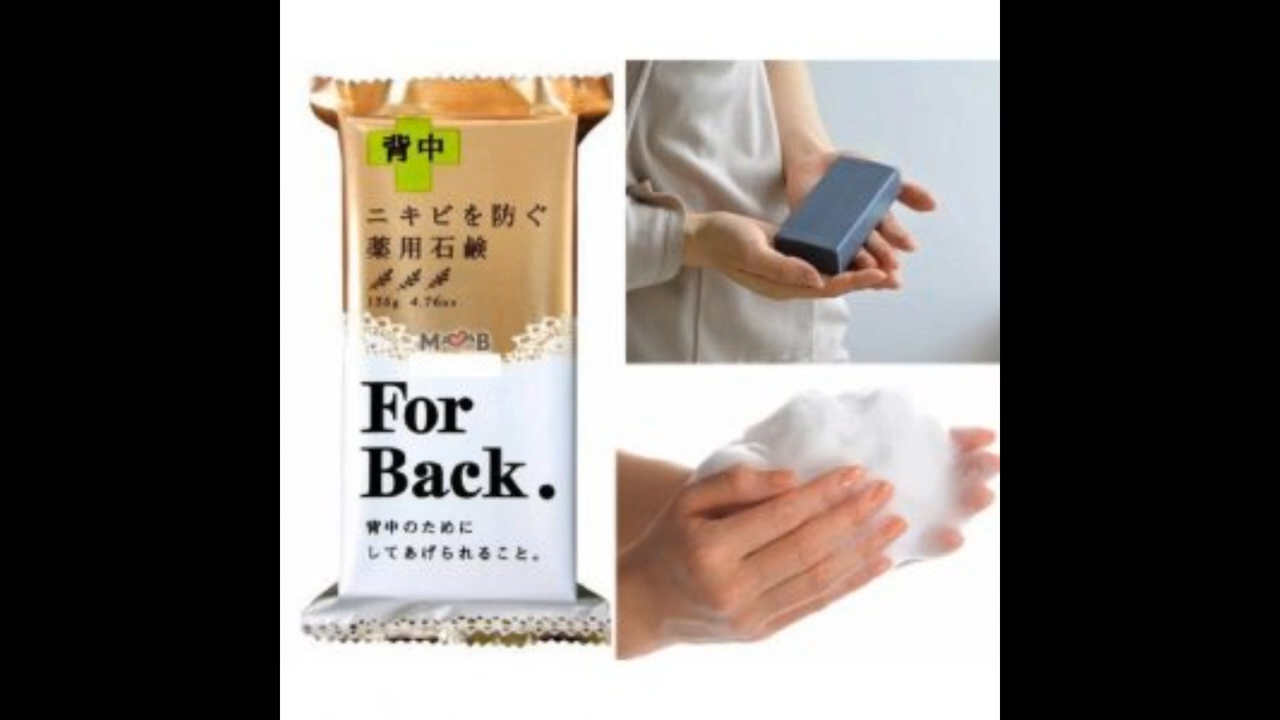 背中
ニキビを防ぐ
薬用石鹸
135g 4.76oz
M B
For
Back.
背中のために
してあげられること。